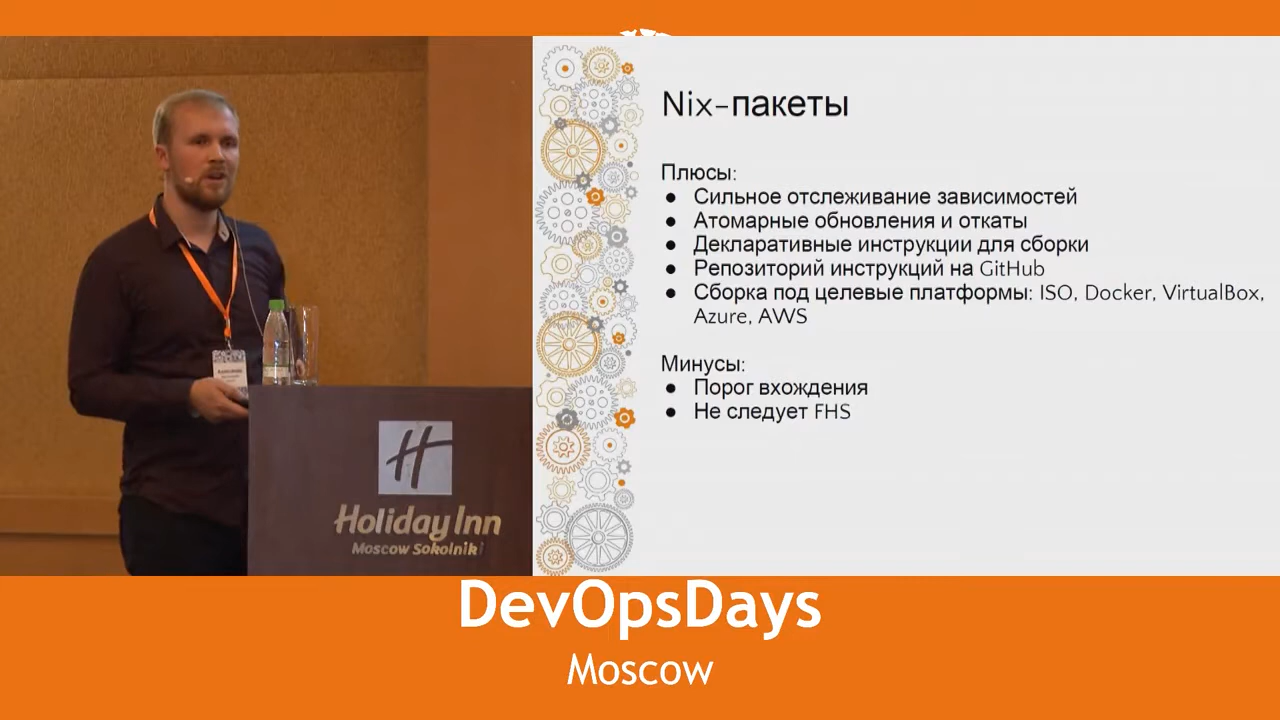 Nix-пакеты
Плюсы:
● Сильное отслеживание зависимостей
● Атомарные обновления и откаты
● Декларативные инструкции для сборки
● Репозиторий инструкций на GitHub
● Сборка под целевые платформы: ISO, Docker, VirtualBox,
Azure, AWS
Минусы:
● Порог вхождения
● Не следует FHS
H
Holiday Inn
Moscow Sokolniki
DevOpsDays
Moscow